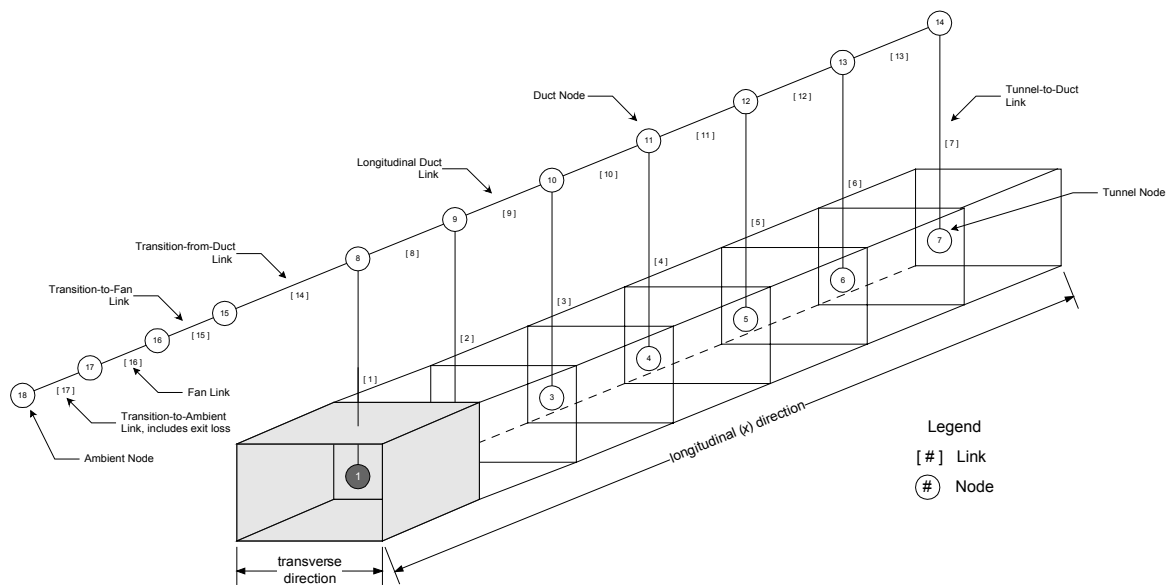 14
[ 13 ]
13
Tunnel-to-Duct
Link
[ 12 ]
Duct Node
12
[ 11 ]
11
[ 7 ]
Longitudinal Duct
Link
10
[ 10 ]
[ 6 ]
Tunnel Node
9
[ 9 ]
[ 5 ]
7
Transition-from-Duct
Link
8
[ 8 ]
[ 4 ]
6
Transition-to-Fan
Link
[ 14 ]
[ 3 ]
15
5
16
[ 15 ]
[ 2 ]
4
17
[ 16 ]
Fan Link
[ 1 ]
3
18
[ 17 ]
Transition-to-Ambient
Link, includes exit loss
Ambient Node
1
longitudinal (x) direction
Legend
[ # ] Link
# Node
transverse
direction